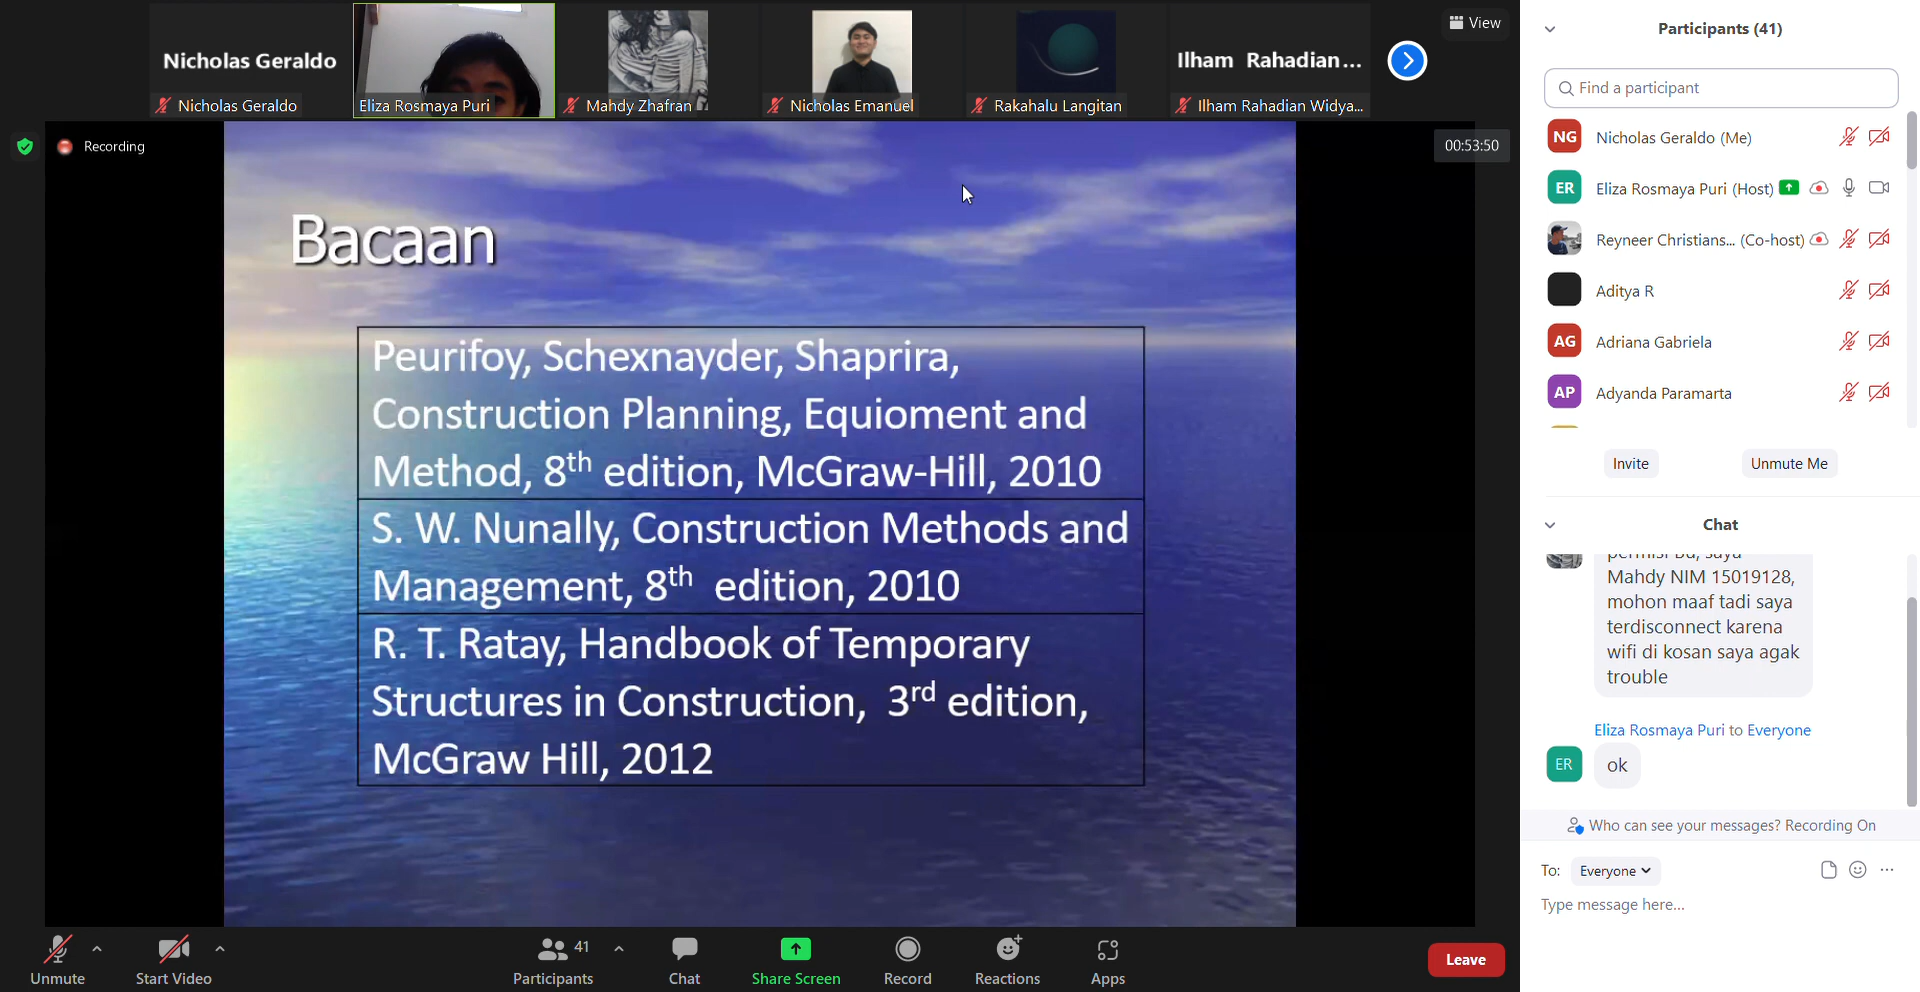 Nicholas Geraldo
Nicholas Geraldo
Eliza Rosmaya Puri
Mahdy Zhafran
Nicholas Emanuel
Rakahalu Langitan
Ilham Rahadian...
Ilham Rahadian Widya...
View
Recording
00:53:50
Bacaan
Peurifoy, Schexnayder, Shaprira,
Construction Planning, Equioment and
Method, 8th edition, McGraw-Hill, 2010
S. W. Nunally, Construction Methods and
Management, 8th edition, 2010
R. T. Ratay, Handbook of Temporary
Structures in Construction, 3rd edition,
McGraw Hill, 2012
Unmute
Start Video
41
Participants
Chat
Share Screen
Record
Reactions
Apps
Leave
Participants (41)
Find a participant
NG Nicholas Geraldo (Me)
ER Eliza Rosmaya Puri (Host)
Reyneer Christians... (Co-host)
Aditya R
AG Adriana Gabriela
AP Adyanda Paramarta
Invite
Unmute Me
Chat
permisi Bu, saya
Mahdy NIM 15019128,
mohon maaf tadi saya
terdisconnect karena
wifi di kosan saya agak
trouble
Eliza Rosmaya Puri to Everyone
ER ok
Who can see your messages? Recording On
To: Everyone
Type message here...